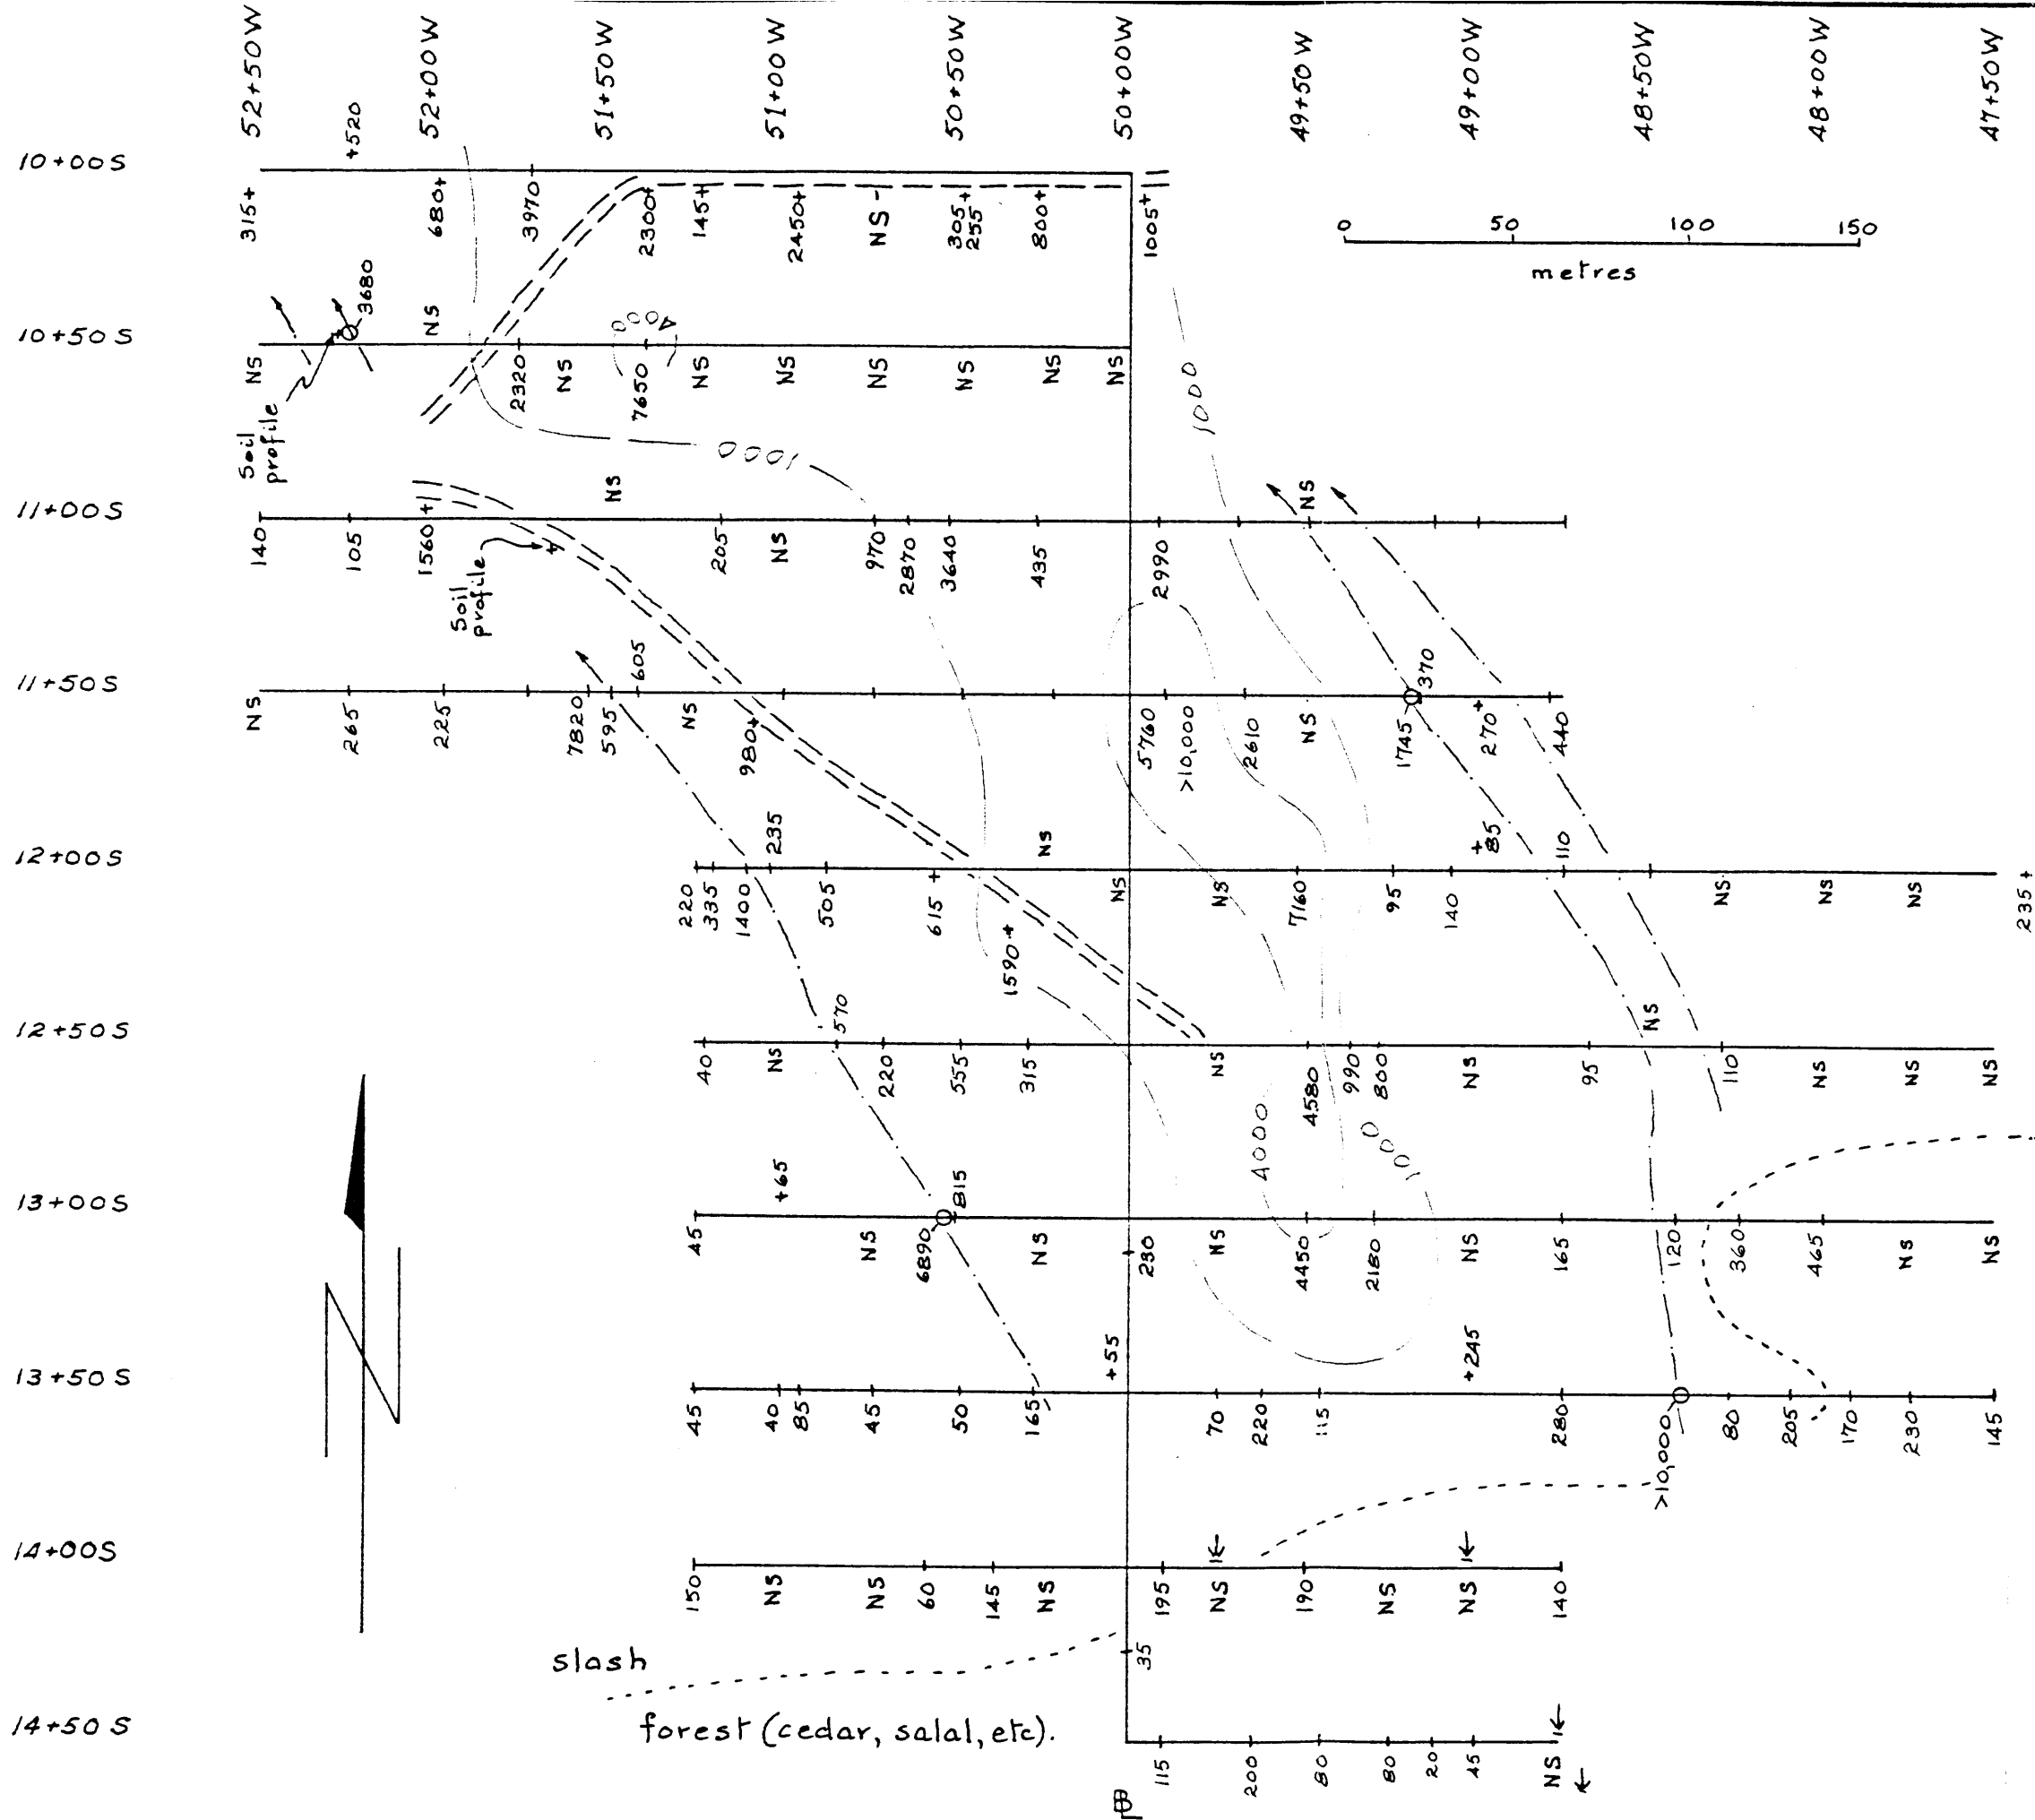 52+50W 52+00W 51+50W 51+00W 50+50W 50+00W 49+50W 49+00W 48+50W 48+00W 47+50W
10+00S
+520
315+ 680+ 3970 2300+ 145+ 2450+ NS- 305+ 255+ 800+ 1005+
0 50 100 150
metres
10+50S
3680 NS
4000
NS 2320 NS 7650 NS NS NS NS NS NS
Soil
profile
1000
1000
11+00S
NS NS
140 105 1560+ 205 NS 970 2870 3640 435 2990
Soil
profile
11+50S
605 370
NS 265 225 7820 595 NS 980+ 5760 >10,000 2610 NS 1745 270+ 440
12+00S
235 NS +85 110
220 335 1400 505 615+ NS NS 7160 95 140 NS NS NS 235+
1590+
12+50S
570 NS
40 NS 220 555 315 NS 4580 990 800 NS 95 110 NS NS NS
4000
1000
13+00S
+65 815
45 NS 6890 NS 230 NS 4450 2180 NS 165 120 360 465 NS NS
13+50S
+55 +245
45 40 85 45 50 165 70 220 115 280 >10,000 80 205 170 230 145
14+00S
150 NS NS 60 145 NS 195 NS 190 NS NS 140
N
slash
35
forest (cedar, salal, etc).
14+50S
115 200 80 80 20 45 NS